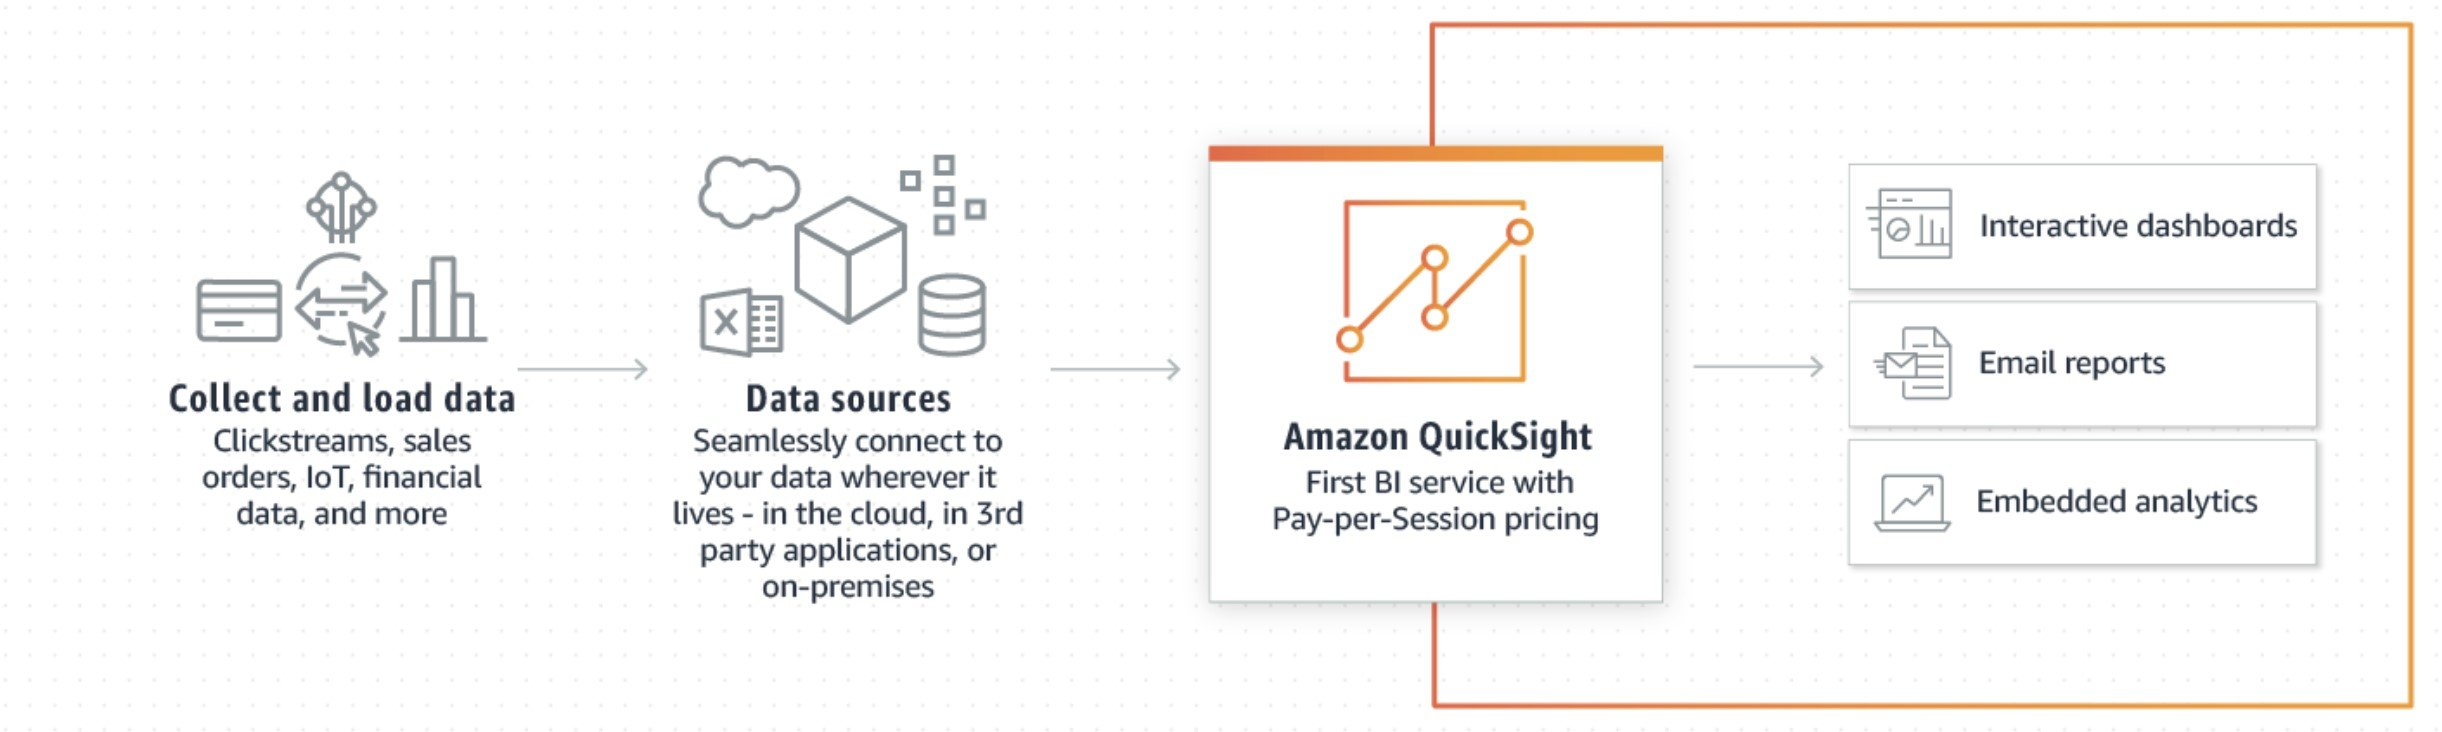 Collect and load data
Clickstreams, sales
orders, IoT, financial
data, and more
Data sources
Seamlessly connect to
your data wherever it
lives - in the cloud, in 3rd
party applications, or
on-premises
Amazon QuickSight
First BI service with
Pay-per-Session pricing
Interactive dashboards
Email reports
Embedded analytics